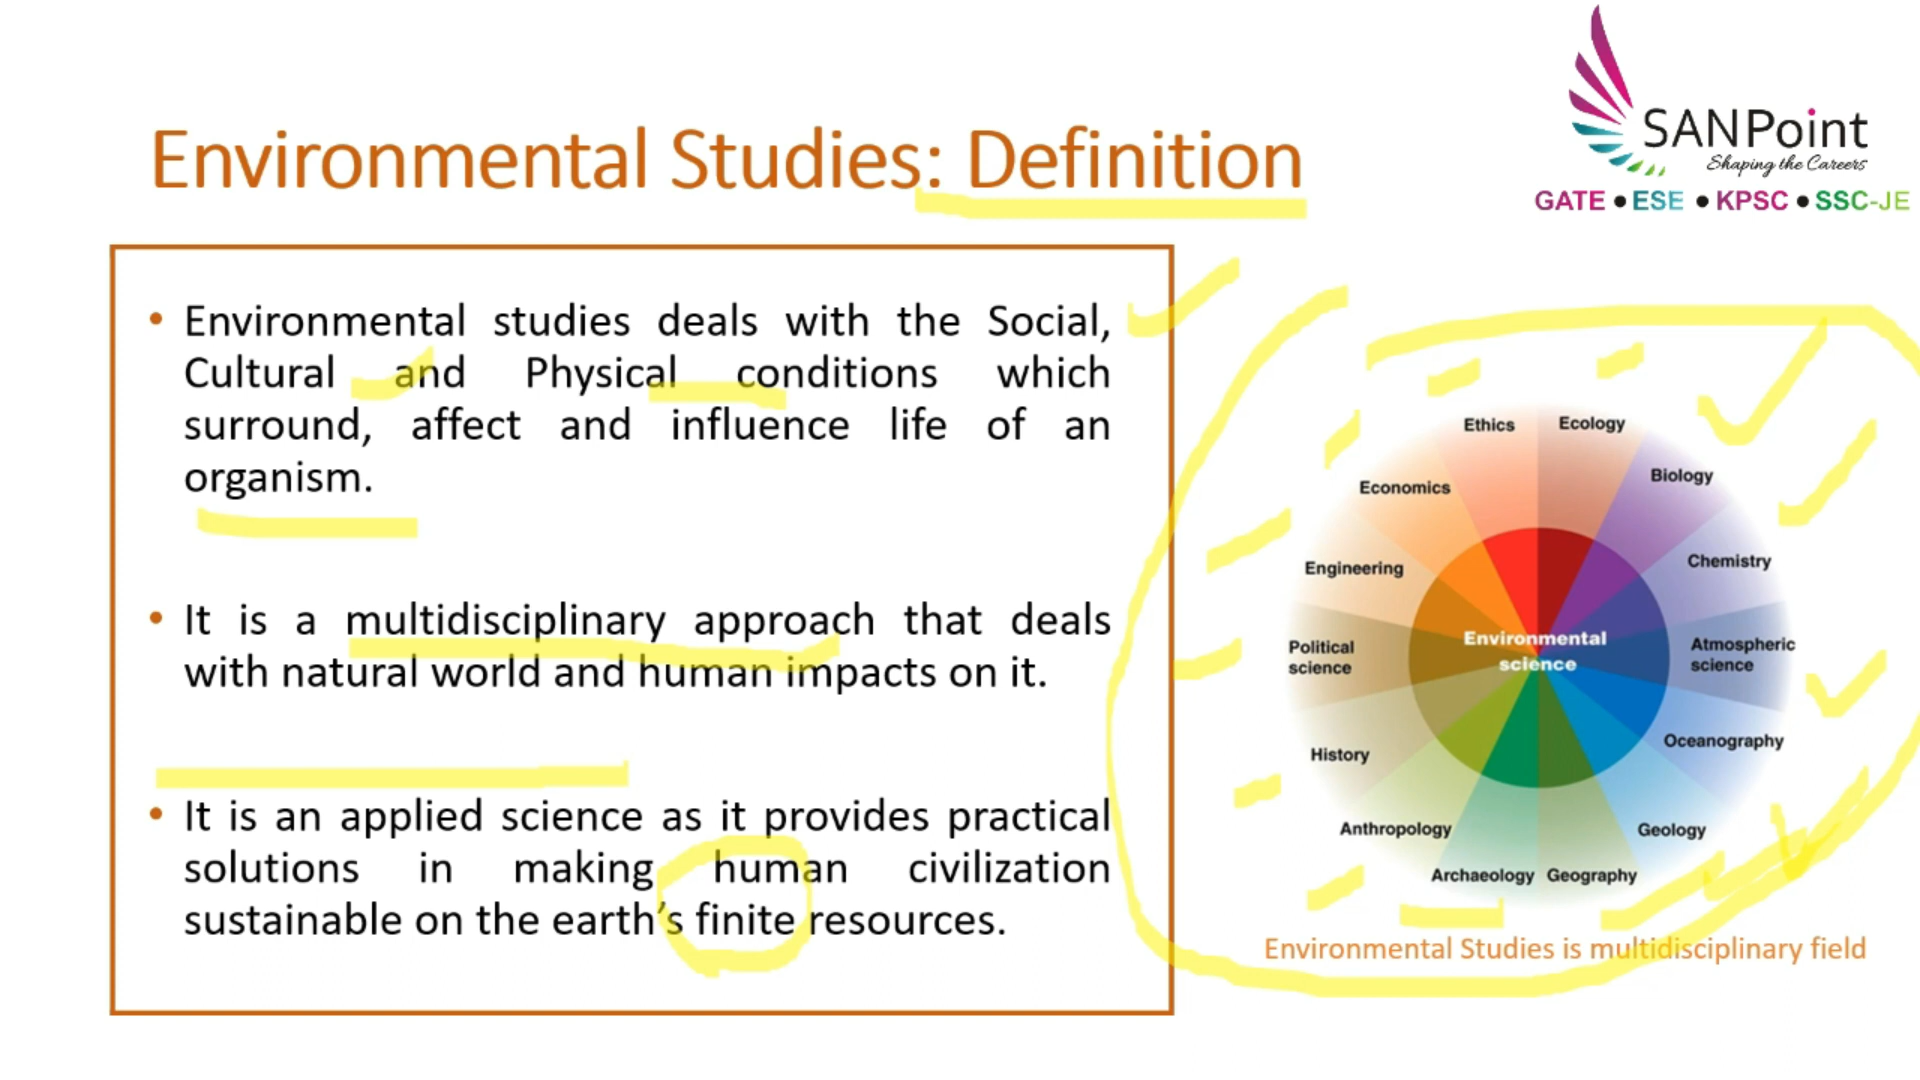 SANPoint
Shaping the Careers
GATE ● ESE ● KPSC ● SSC-JE
Environmental Studies: Definition
• Environmental studies deals with the Social,
Cultural and Physical conditions which
surround, affect and influence life of an
organism.
• It is a multidisciplinary approach that deals
with natural world and human impacts on it.
• It is an applied science as it provides practical
solutions in making human civilization
sustainable on the earth’s finite resources.
Ethics
Ecology
Biology
Chemistry
Atmospheric
science
Oceanography
Geology
Geography
Archaeology
Anthropology
History
Political
science
Engineering
Economics
Environmental
science
Environmental Studies is multidisciplinary field